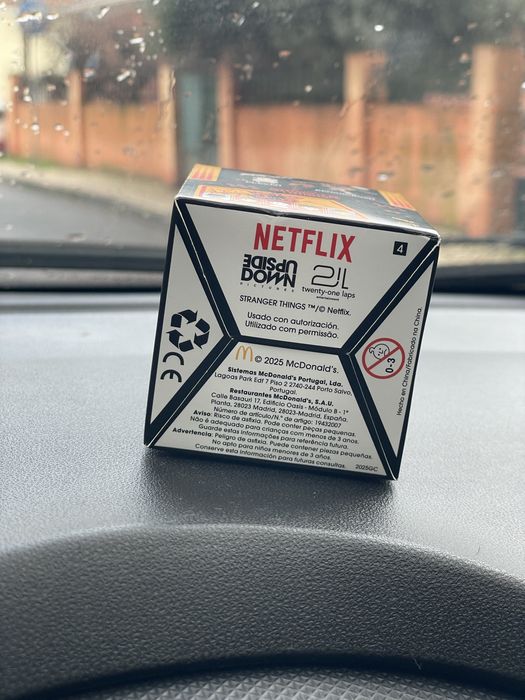 NETFLIX
4
UPSIDE
DOWN
PICTURES
21L
twenty-one laps
entertainment
STRANGER THINGS ™/© Netflix.
Usado con autorización.
Utilizado com permissão.
CE
0-3
Hecho en China/Fabricado na China
© 2025 McDonald's.
Sistemas McDonald's Portugal, Lda.
Lagoas Park Edf 7 Piso 2 2740-244 Porto Salvo,
Portugal.
Restaurantes McDonald's, S.A.U.
Calle Basauri 17, Edificio Oasis - Módulo B - 1ª
Planta, 28023 Madrid, 28023-Madrid, España.
Número de artículo/N.° de artigo: 19432007
Aviso: Risco de asfixia. Pode conter peças pequenas.
Não é adequado para crianças com menos de 3 anos.
Guarde estas informações para referência futura.
Advertencia: Peligro de asfixia. Puede contener piezas pequeñas.
No apto para niños menores de 3 años.
Conserve esta información para futuras consultas.
2025GC